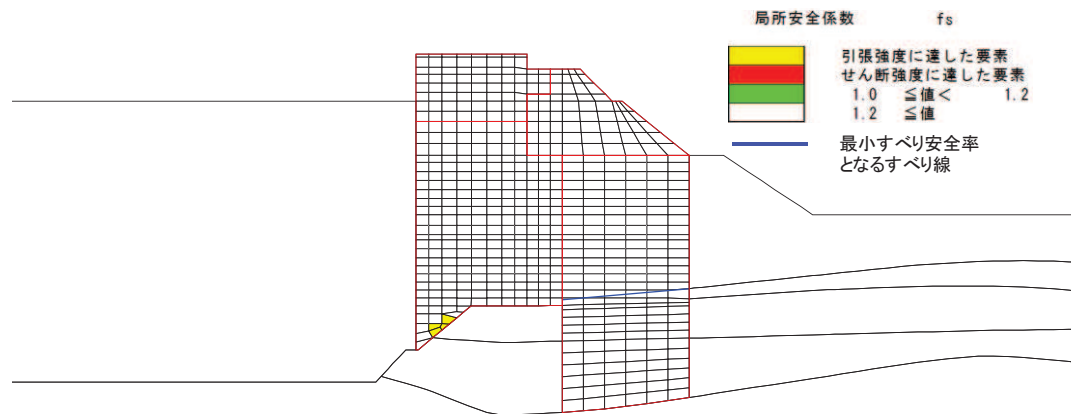 局所安全係数 fs
引張強度に達した要素
せん断強度に達した要素
1.0 ≦値< 1.2
1.2 ≦値
最小すべり安全率
となるすべり線